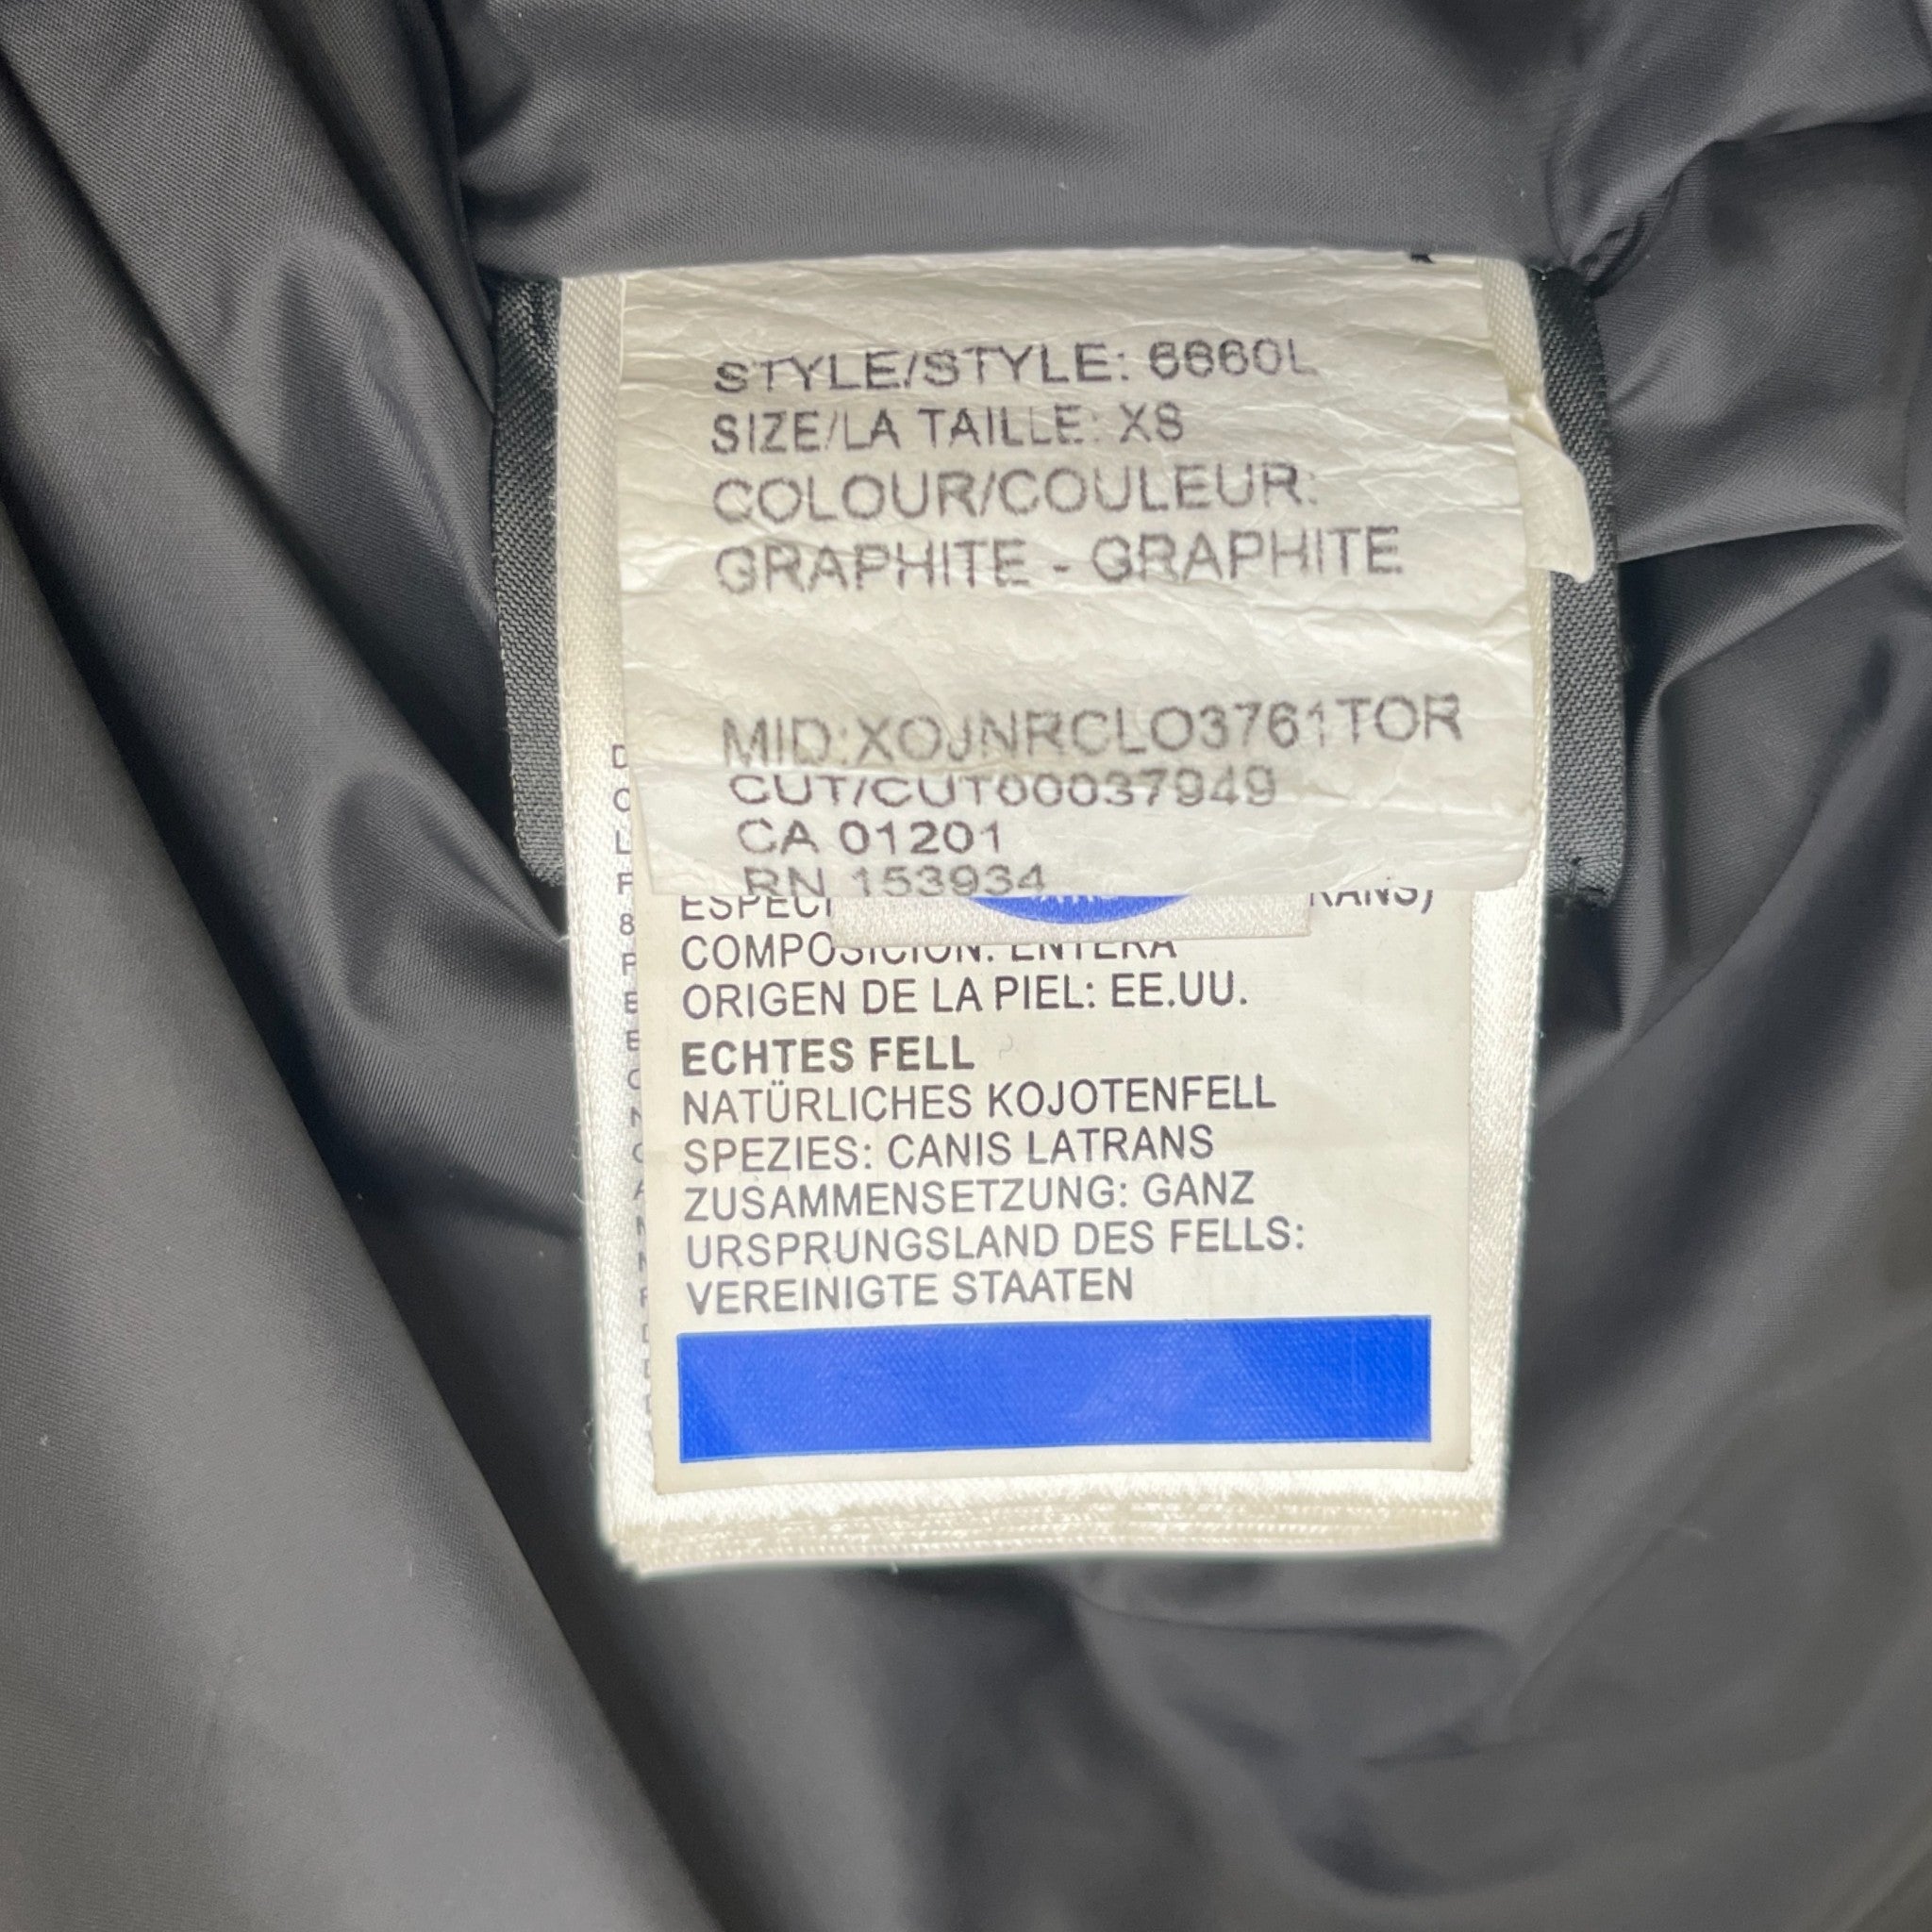 STYLE/STYLE: 6660L
SIZE/LA TAILLE: XS
COLOUR/COULEUR:
GRAPHITE - GRAPHITE
MID:XOJNRCLO3761TOR
CUT/CUT00037949
CA 01201
RN 153934
COMPOSICIÓN: ENTERA
ORIGEN DE LA PIEL: EE.UU.
ECHTES FELL
NATÜRLICHES KOJOTENFELL
SPEZIES: CANIS LATRANS
ZUSAMMENSETZUNG: GANZ
URSPRUNGSLAND DES FELLS:
VEREINIGTE STAATEN